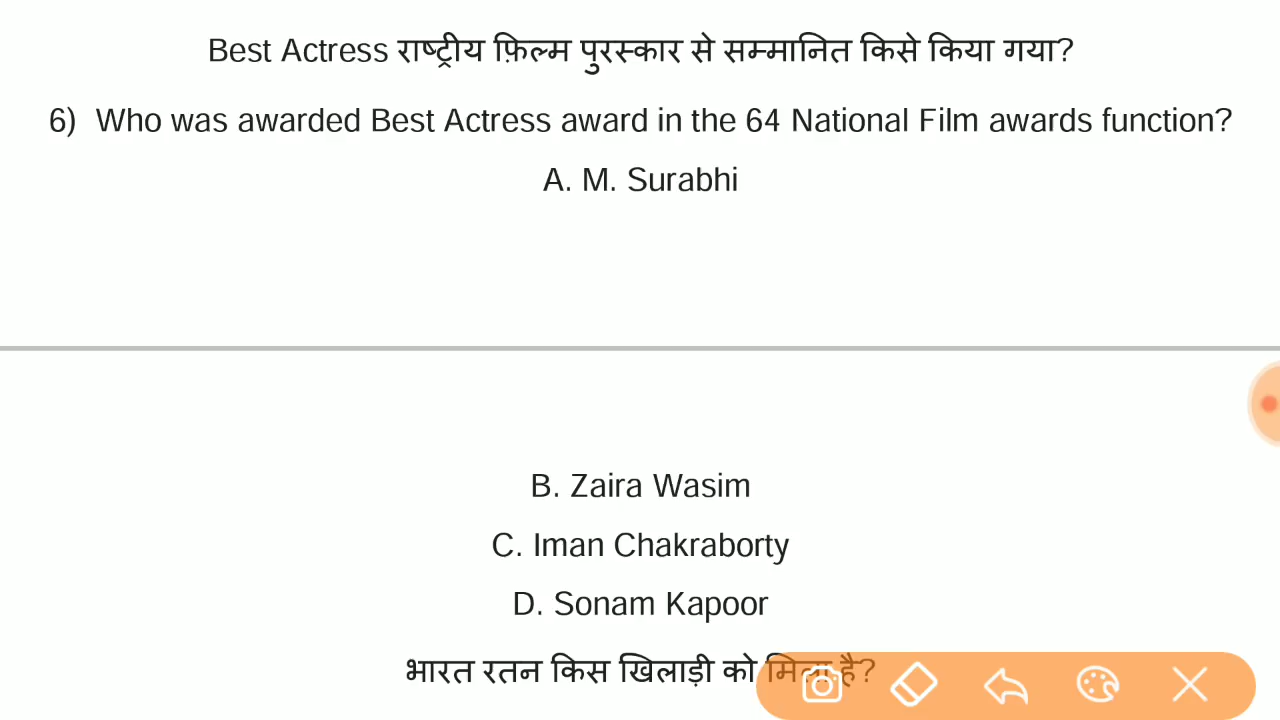 Best Actress राष्ट्रीय फ़िल्म पुरस्कार से सम्मानित किसे किया गया?
6) Who was awarded Best Actress award in the 64 National Film awards function?
A. M. Surabhi
B. Zaira Wasim
C. Iman Chakraborty
D. Sonam Kapoor
भारत रतन किस खिलाड़ी को मिला है?